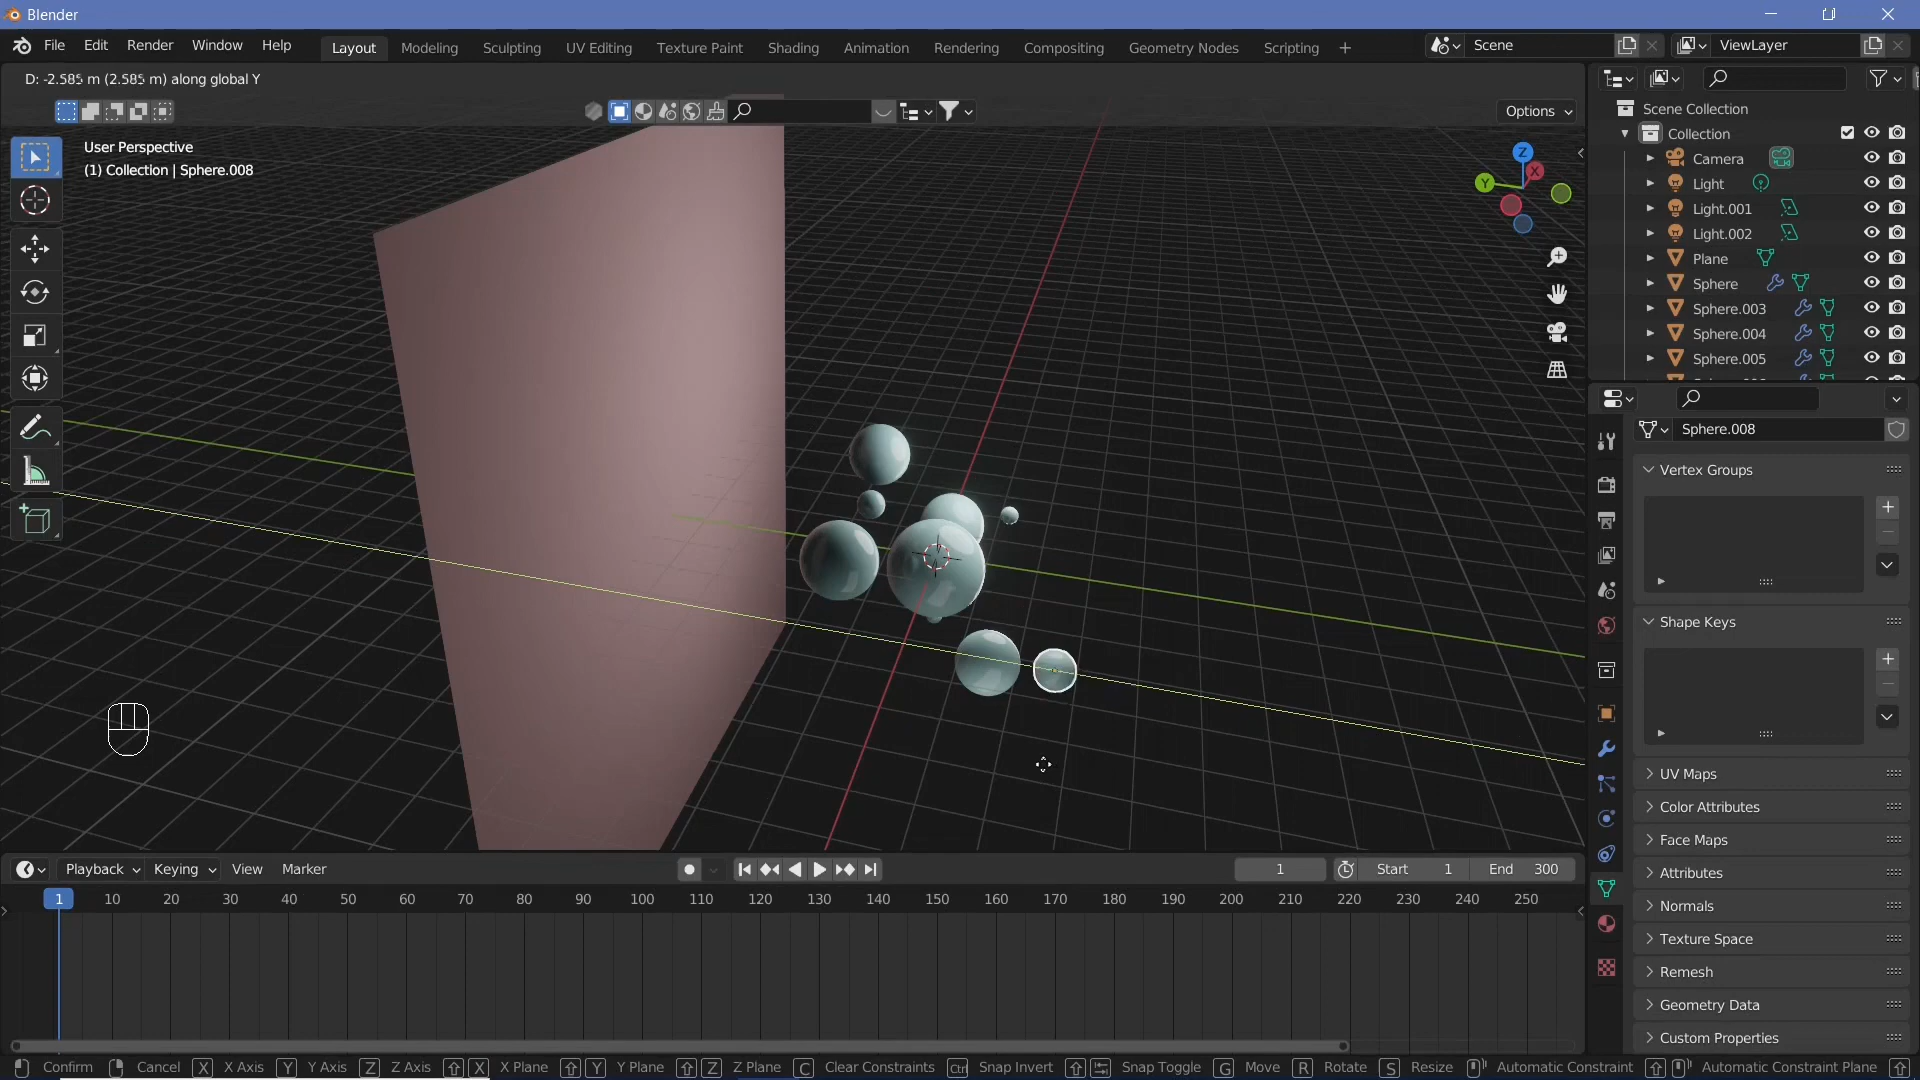 Blender
File Edit Render Window Help Layout Modeling Sculpting UV Editing Texture Paint Shading Animation Rendering Compositing Geometry Nodes Scripting + Scene ViewLayer
D: -2.585 m (2.585 m) along global Y
Options
User Perspective
(1) Collection | Sphere.008
Z
X
Y
Scene Collection
Collection
Camera
Light
Light.001
Light.002
Plane
Sphere
Sphere.003
Sphere.004
Sphere.005
Sphere.008
Vertex Groups
Shape Keys
UV Maps
Color Attributes
Face Maps
Attributes
Normals
Texture Space
Remesh
Geometry Data
Custom Properties
Playback Keying View Marker 1 Start 1 End 300
1 10 20 30 40 50 60 70 80 90 100 110 120 130 140 150 160 170 180 190 200 210 220 230 240 250
Confirm Cancel X X Axis Y Y Axis Z Z Axis X X Plane Y Y Plane Z Z Plane C Clear Constraints Ctrl Snap Invert Snap Toggle G Move R Rotate S Resize Automatic Constraint Automatic Constraint Plane